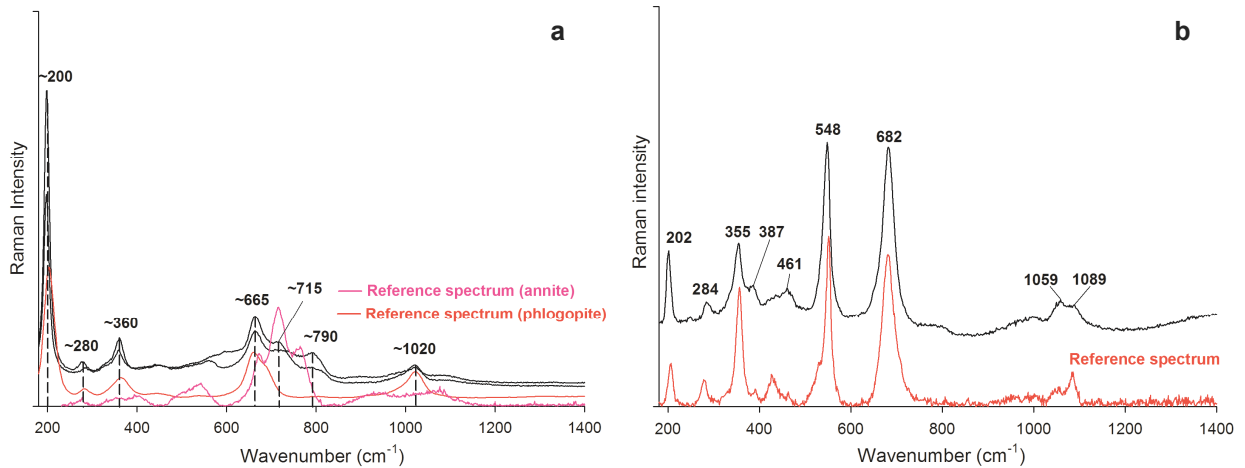 a
~200
~280
~360
~665
~715
~790
~1020
Reference spectrum (annite)
Reference spectrum (phlogopite)
Raman Intensity
200 400 600 800 1000 1200 1400
Wavenumber (cm-1)
b
202
284
355
387
461
548
682
1059
1089
Reference spectrum
Raman intensity
200 400 600 800 1000 1200 1400
Wavenumber (cm-1)